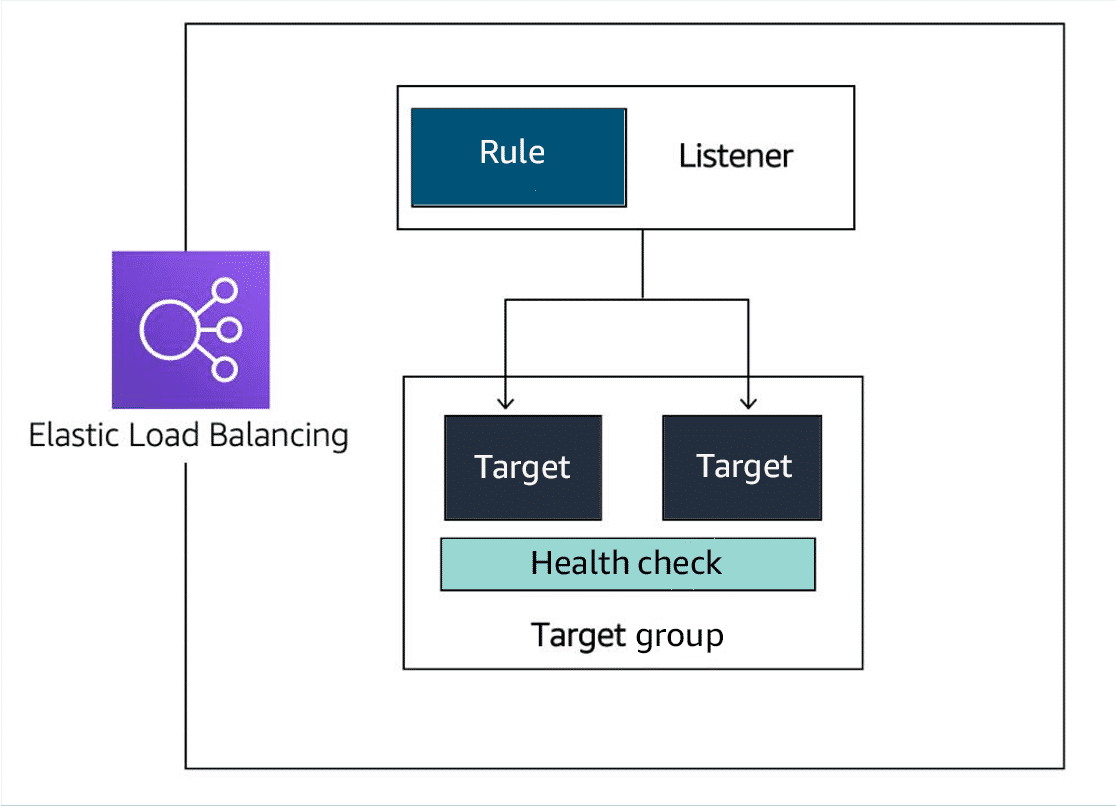 Rule
Listener
Elastic Load Balancing
Target
Target
Health check
Target group